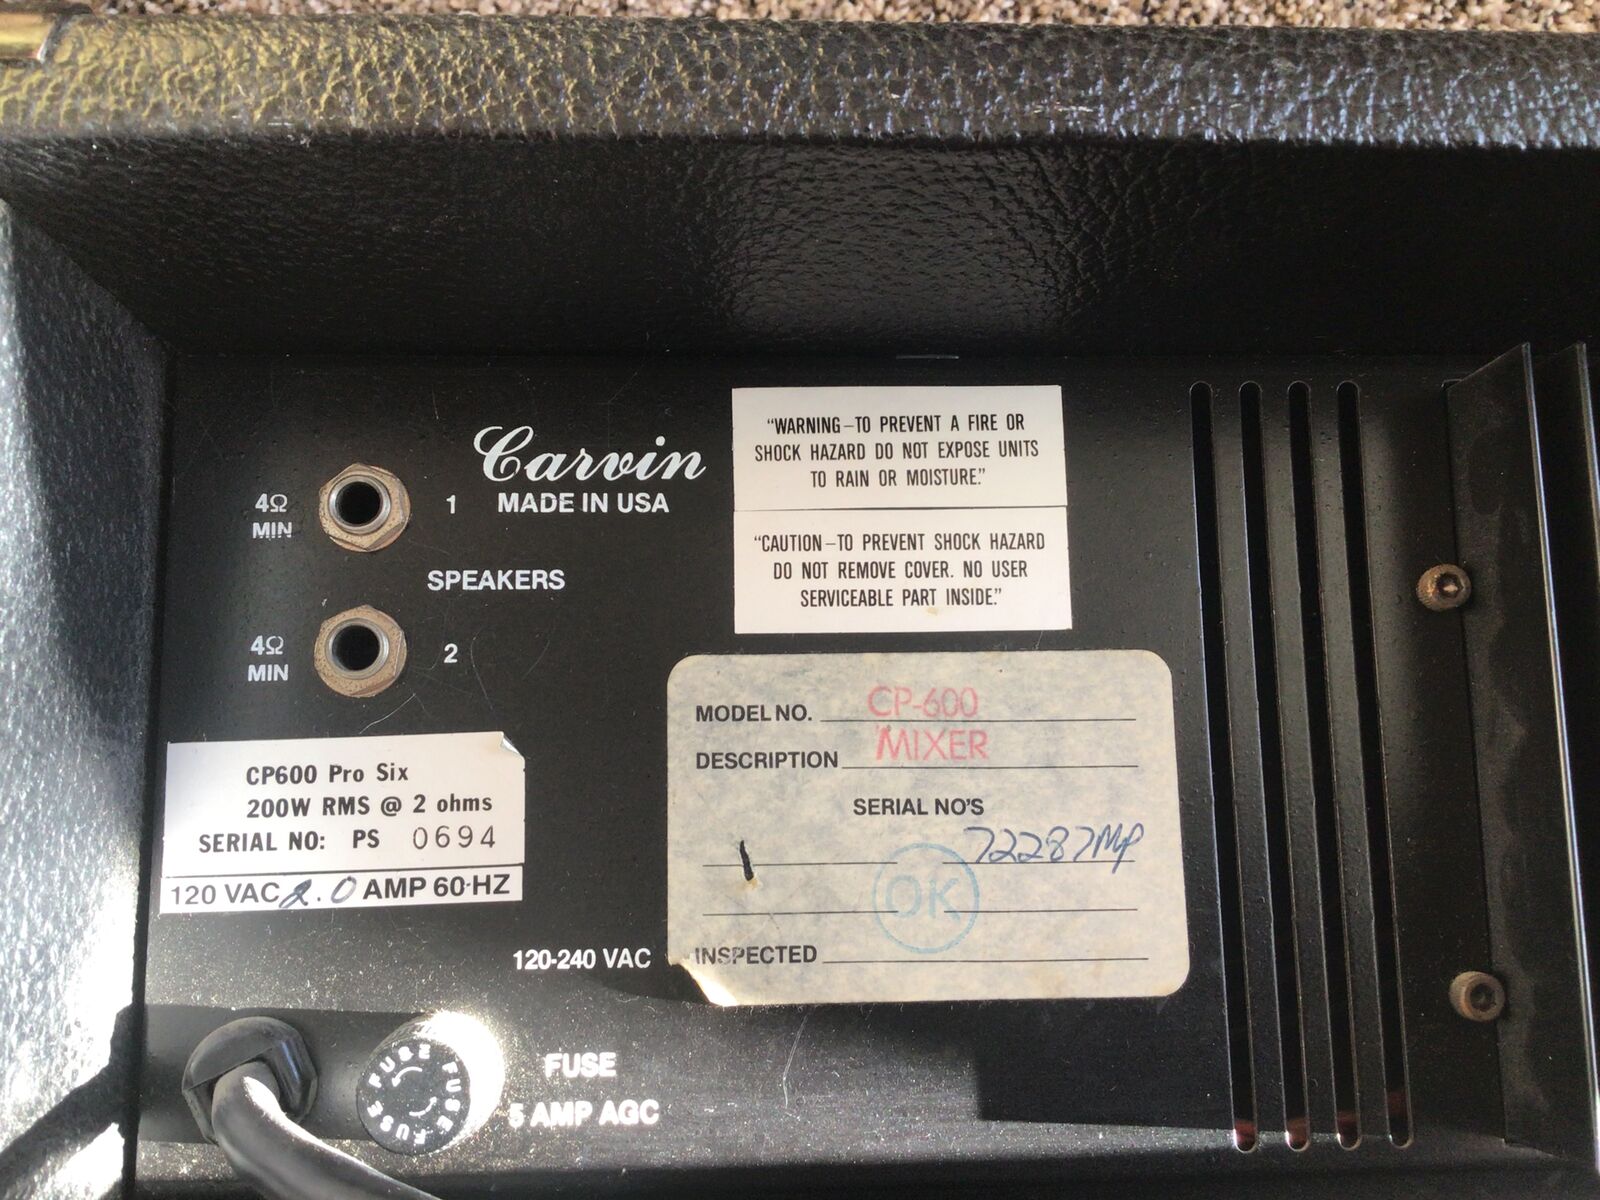 Carvin
MADE IN USA
4Ω
MIN
1
SPEAKERS
4Ω
MIN
2
"WARNING–TO PREVENT A FIRE OR
SHOCK HAZARD DO NOT EXPOSE UNITS
TO RAIN OR MOISTURE."
"CAUTION–TO PREVENT SHOCK HAZARD
DO NOT REMOVE COVER. NO USER
SERVICEABLE PART INSIDE."
CP600 Pro Six
200W RMS @ 2 ohms
SERIAL NO: PS 0694
120 VAC 2.0 AMP 60 HZ
MODEL NO. CP-600
DESCRIPTION MIXER
SERIAL NO'S
1 72287MP
OK
INSPECTED
120-240 VAC
FUSE FUSE FUSE
FUSE
5 AMP AGC